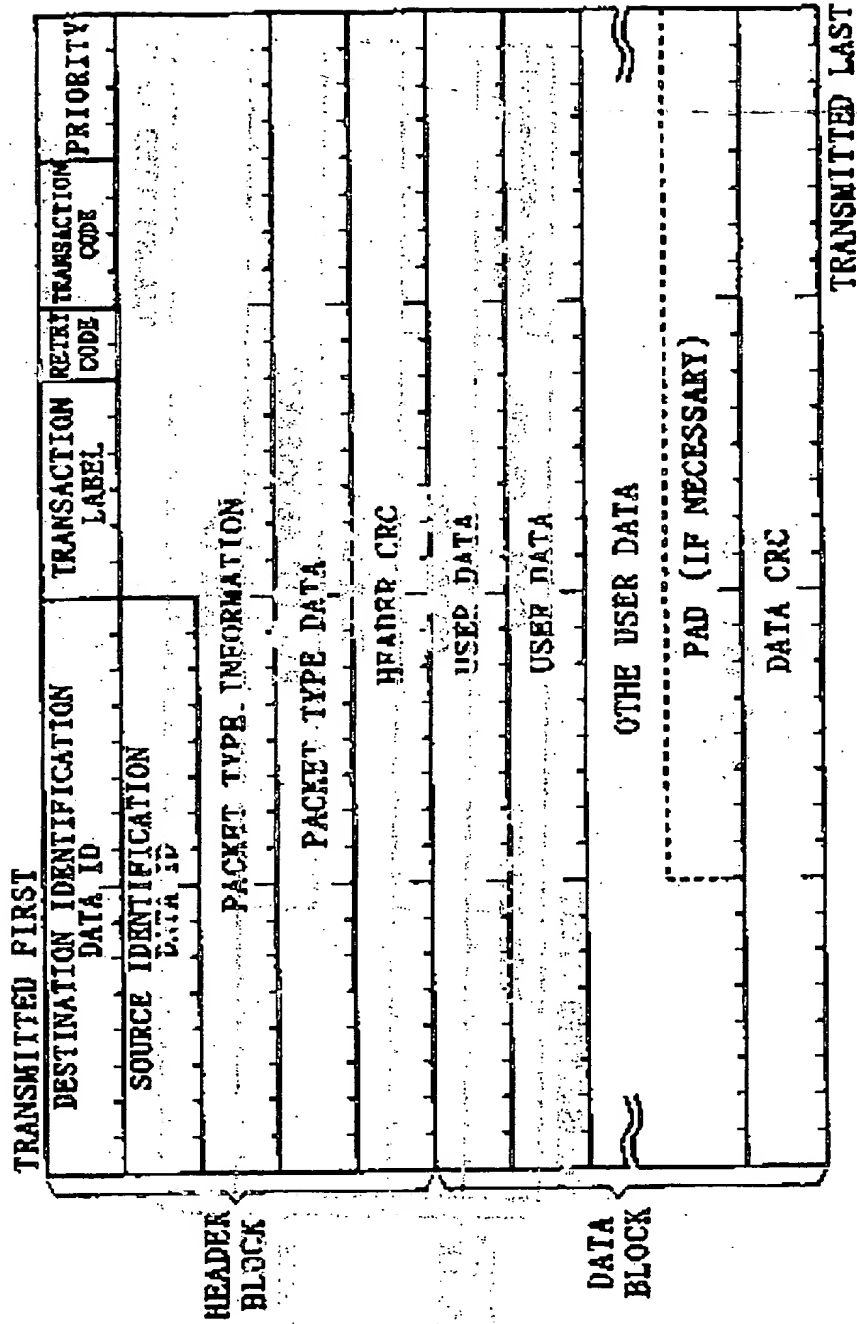 TRANSMITTED FIRST
DESTINATION IDENTIFICATION
DATA ID
TRANSACTION
LABEL
RETRY
CODE
TRANSACTION
CODE
PRIORITY
SOURCE IDENTIFICATION
DATA ID
PACKET TYPE INFORMATION
PACKET TYPE DATA
HEADER CRC
USER DATA
USER DATA
OTHE USER DATA
PAD (IF NECESSARY)
DATA CRC
HEADER
BLOCK
DATA
BLOCK
TRANSMITTED LAST